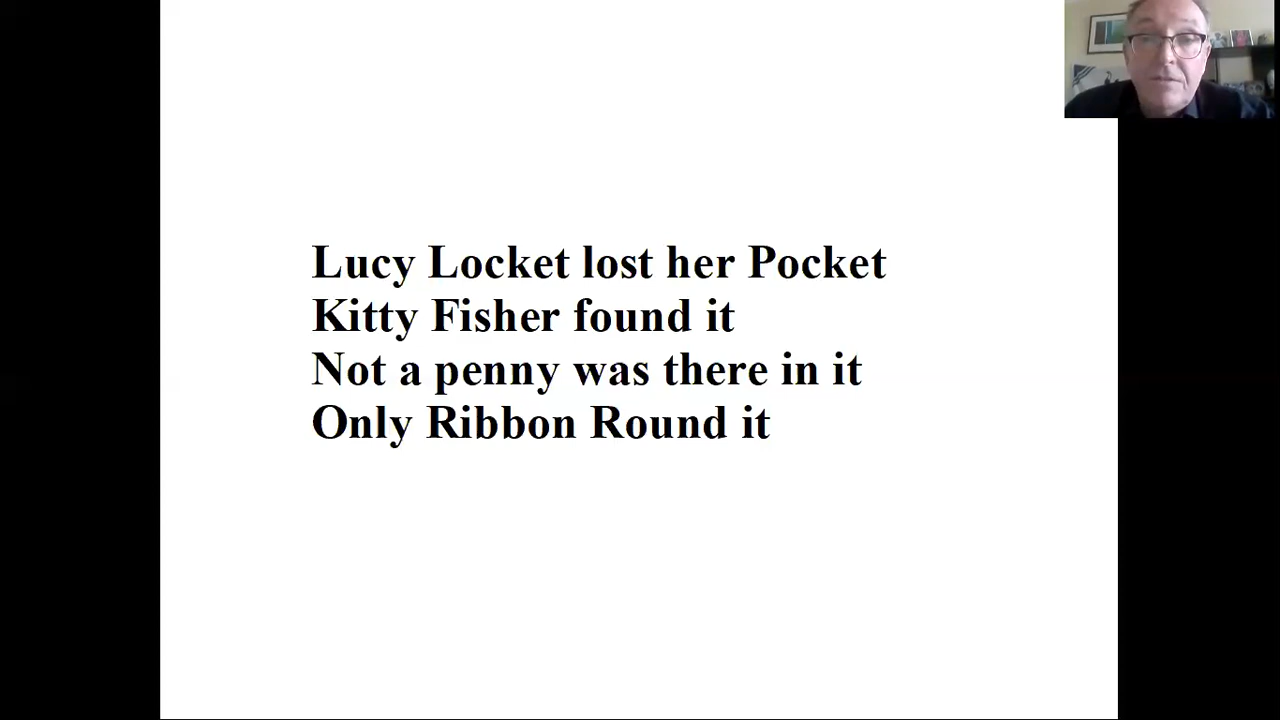 Lucy Locket lost her Pocket
Kitty Fisher found it
Not a penny was there in it
Only Ribbon Round it